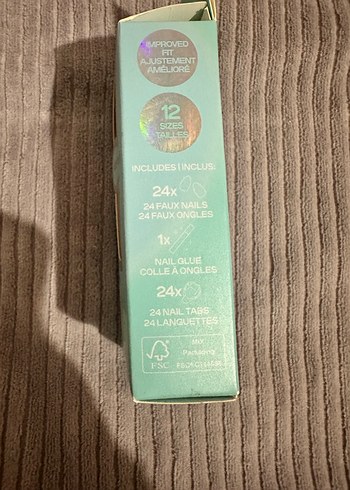 IMPROVED
FIT
AJUSTEMENT
AMÉLIORÉ
12
SIZES
TAILLES
INCLUDES | INCLUS:
24x
24 FAUX NAILS
24 FAUX ONGLES
1x
NAIL GLUE
COLLE À ONGLES
24x
24 NAIL TABS
24 LANGUETTES
FSC
MIX
Packaging